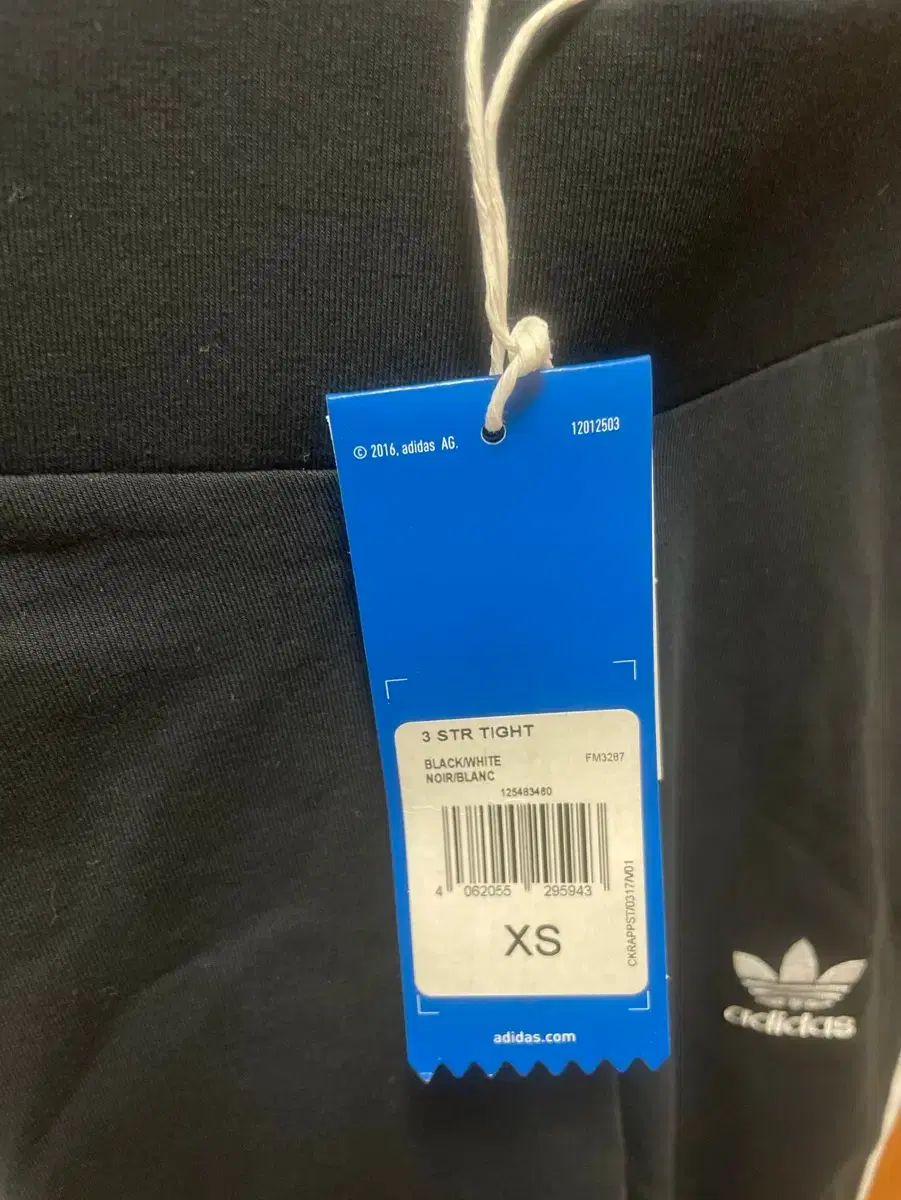 © 2016, adidas AG.
12012503
3 STR TIGHT
BLACK/WHITE
FM3287
NOIR/BLANC
125483460
4 062055 295943
CKRAPPST/0317/V01
XS
adidas.com
adidas